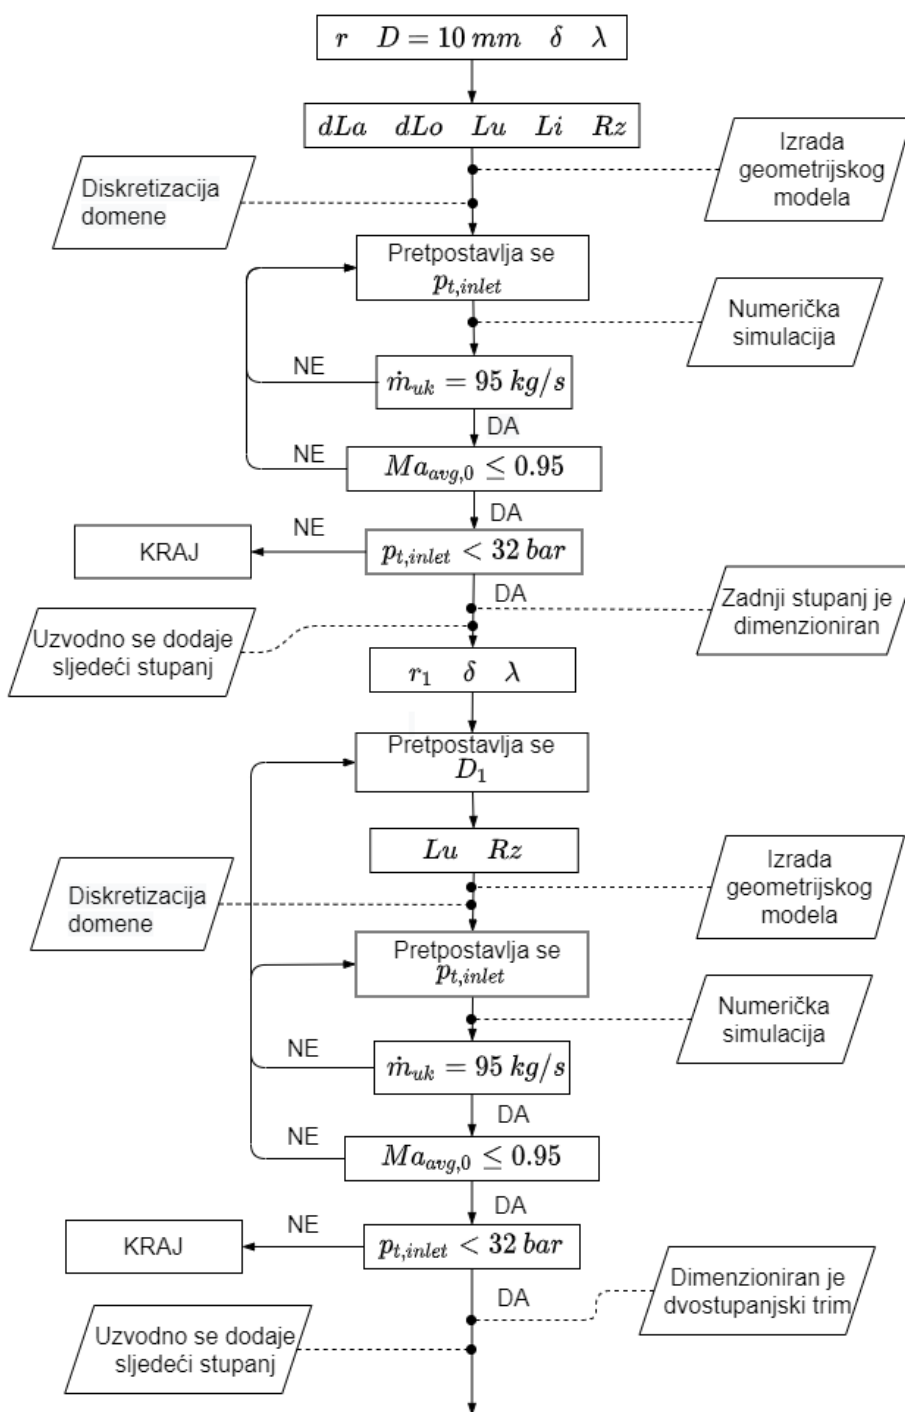 r D = 10 mm δ λ
dLa dLo Lu Li Rz
Izrada
geometrijskog
modela
Diskretizacija
domene
Pretpostavlja se
p_{t,inlet}
Numerička
simulacija
NE
ṁ_{uk} = 95 kg/s
DA
NE
Ma_{avg,0} ≤ 0.95
DA
NE
KRAJ
p_{t,inlet} < 32 bar
DA
Zadnji stupanj je
dimenzioniran
Uzvodno se dodaje
sljedeći stupanj
r_1 δ λ
Pretpostavlja se
D_1
Lu Rz
Izrada
geometrijskog
modela
Diskretizacija
domene
Pretpostavlja se
p_{t,inlet}
Numerička
simulacija
NE
ṁ_{uk} = 95 kg/s
DA
NE
Ma_{avg,0} ≤ 0.95
DA
NE
KRAJ
p_{t,inlet} < 32 bar
DA
Dimenzioniran je
dvostupanjski trim
Uzvodno se dodaje
sljedeći stupanj